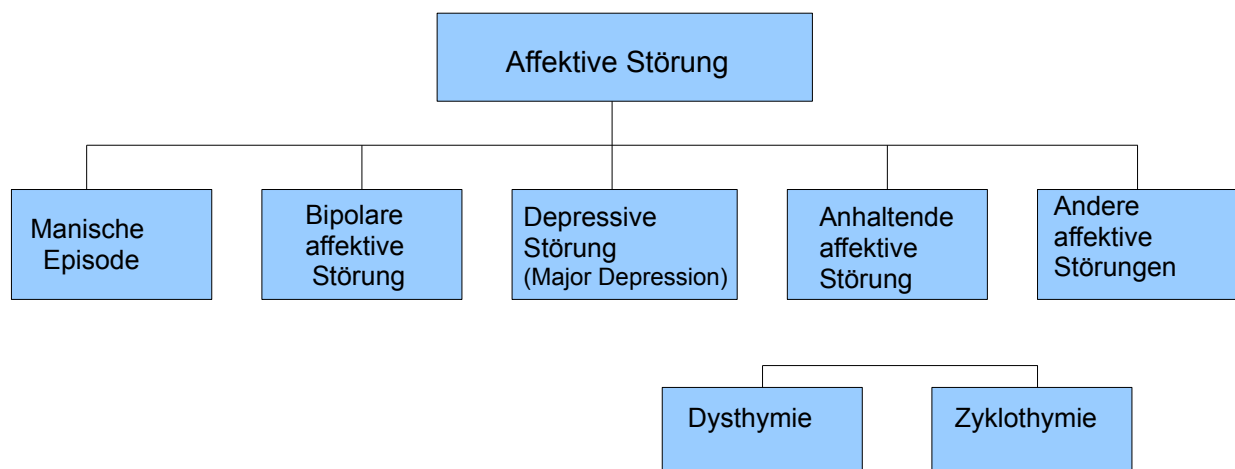 Affektive Störung
Manische
Episode
Bipolare
affektive
Störung
Depressive
Störung
(Major Depression)
Anhaltende
affektive
Störung
Andere
affektive
Störungen
Dysthymie
Zyklothymie